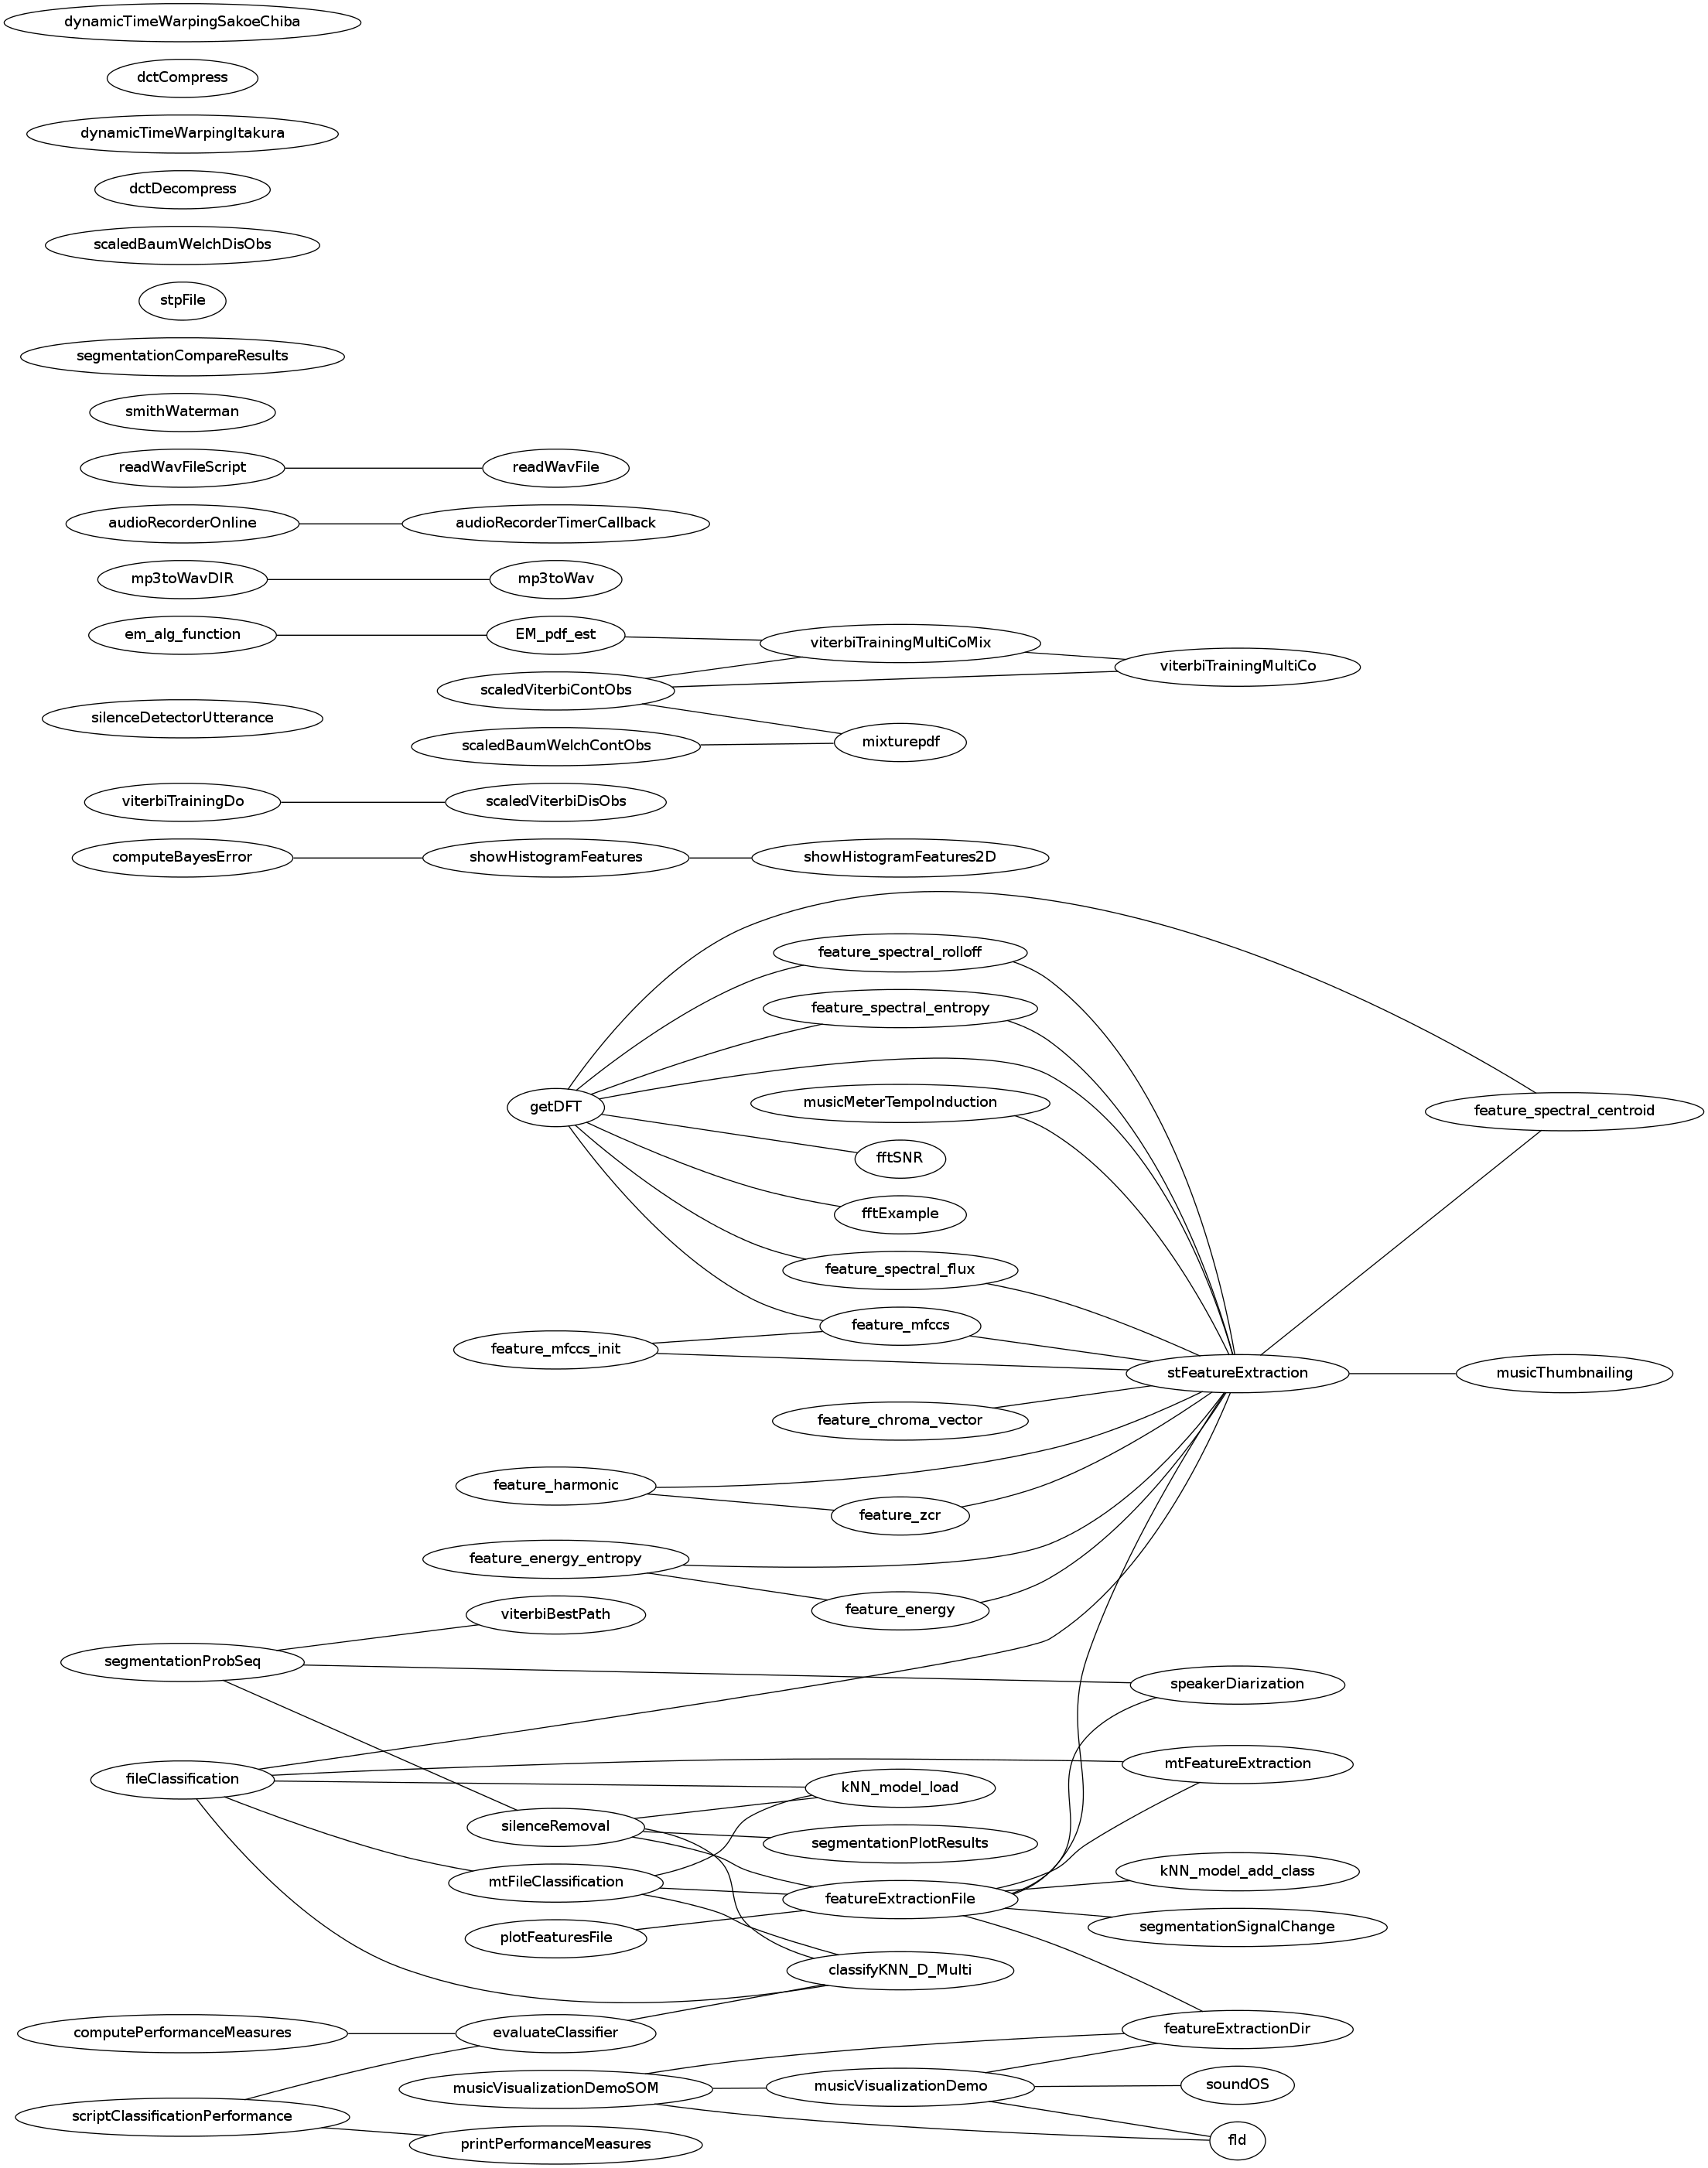 dynamicTimeWarpingSakoeChiba
dctCompress
dynamicTimeWarpingItakura
dctDecompress
scaledBaumWelchDisObs
stpFile
segmentationCompareResults
smithWaterman
readWavFileScript
readWavFile
audioRecorderOnline
audioRecorderTimerCallback
mp3toWavDIR
mp3toWav
em_alg_function
EM_pdf_est
viterbiTrainingMultiCoMix
viterbiTrainingMultiCo
scaledViterbiContObs
silenceDetectorUtterance
scaledBaumWelchContObs
mixturepdf
viterbiTrainingDo
scaledViterbiDisObs
computeBayesError
showHistogramFeatures
showHistogramFeatures2D
feature_spectral_rolloff
feature_spectral_entropy
getDFT
musicMeterTempoInduction
feature_spectral_centroid
fftSNR
fftExample
feature_spectral_flux
feature_mfccs
feature_mfccs_init
stFeatureExtraction
musicThumbnailing
feature_chroma_vector
feature_harmonic
feature_zcr
feature_energy_entropy
feature_energy
viterbiBestPath
segmentationProbSeq
speakerDiarization
mtFeatureExtraction
fileClassification
kNN_model_load
silenceRemoval
segmentationPlotResults
kNN_model_add_class
mtFileClassification
featureExtractionFile
segmentationSignalChange
plotFeaturesFile
classifyKNN_D_Multi
featureExtractionDir
computePerformanceMeasures
evaluateClassifier
musicVisualizationDemoSOM
musicVisualizationDemo
soundOS
scriptClassificationPerformance
fld
printPerformanceMeasures